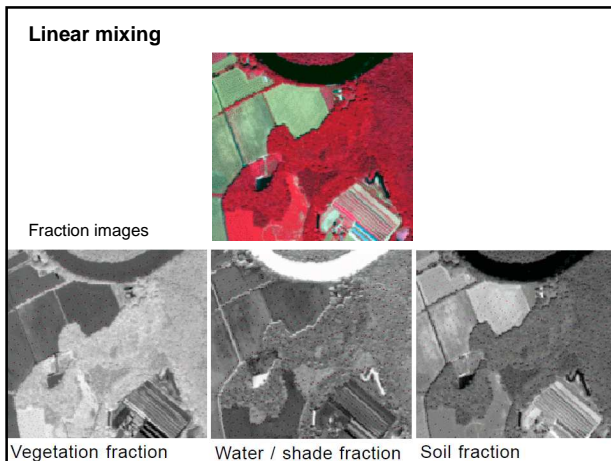 Linear mixing
Fraction images
Vegetation fraction
Water / shade fraction
Soil fraction